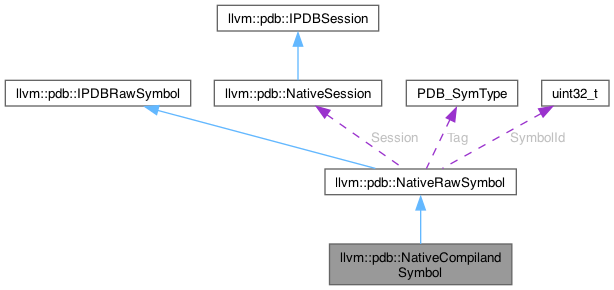 llvm::pdb::IPDBSession
llvm::pdb::IPDBRawSymbol
llvm::pdb::NativeSession
PDB_SymType
uint32_t
Session
Tag
SymbolId
llvm::pdb::NativeRawSymbol
llvm::pdb::NativeCompiland
Symbol